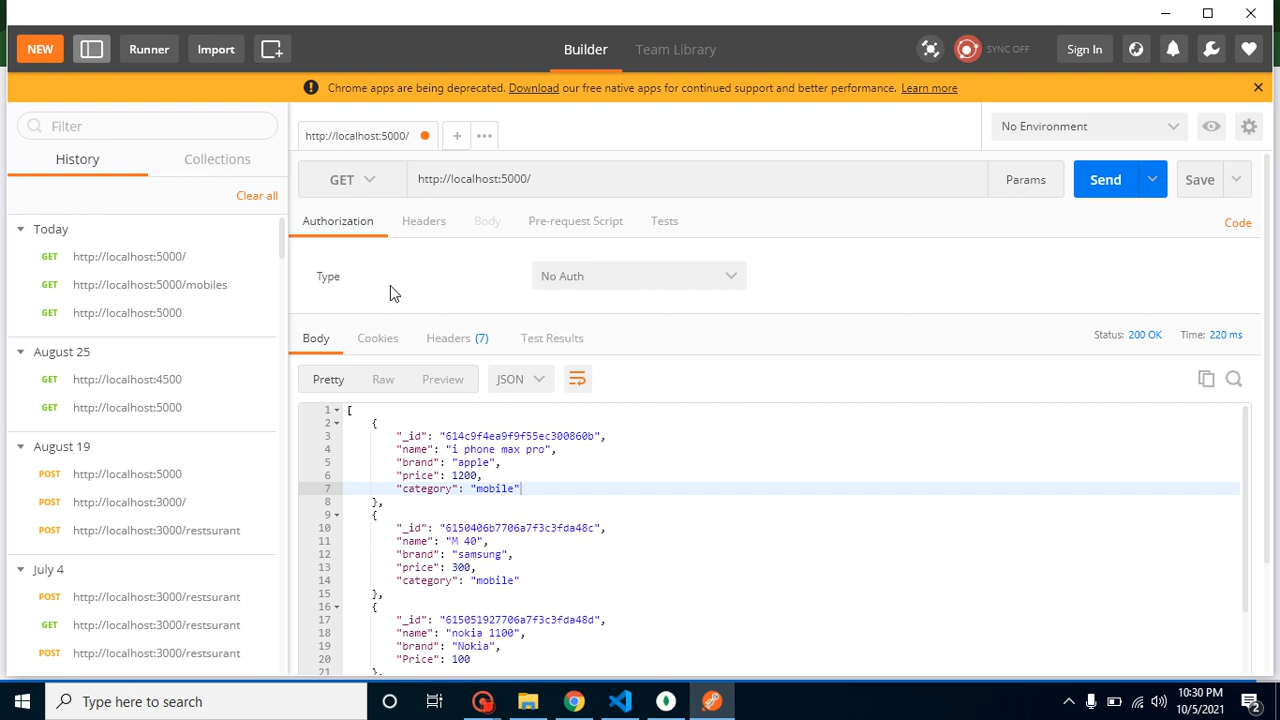 NEW
Runner
Import
Builder
Team Library
SYNC OFF
Sign In
Chrome apps are being deprecated. Download our free native apps for continued support and better performance. Learn more
Filter
History
Collections
Clear all
Today
GET http://localhost:5000/
GET http://localhost:5000/mobiles
GET http://localhost:5000
August 25
GET http://localhost:4500
GET http://localhost:5000
August 19
POST http://localhost:5000
POST http://localhost:3000/
POST http://localhost:3000/restsurant
July 4
POST http://localhost:3000/restsurant
GET http://localhost:3000/restsurant
POST http://localhost:3000/restsurant
http://localhost:5000/
No Environment
GET
http://localhost:5000/
Params
Send
Save
Authorization
Headers
Body
Pre-request Script
Tests
Code
Type
No Auth
Body
Cookies
Headers (7)
Test Results
Status: 200 OK
Time: 220 ms
Pretty
Raw
Preview
JSON
1 [
2 {
3 "_id": "614c9f4ea9f9f55ec300860b",
4 "name": "i phone max pro",
5 "brand": "apple",
6 "price": 1200,
7 "category": "mobile"
8 },
9 {
10 "_id": "6150406b7706a7f3c3fda48c",
11 "name": "M 40",
12 "brand": "samsung",
13 "price": 300,
14 "category": "mobile"
15 },
16 {
17 "_id": "615051927706a7f3c3fda48d",
18 "name": "nokia 1100",
19 "brand": "Nokia",
20 "Price": 100
21 },
Type here to search
10:30 PM
10/5/2021
2